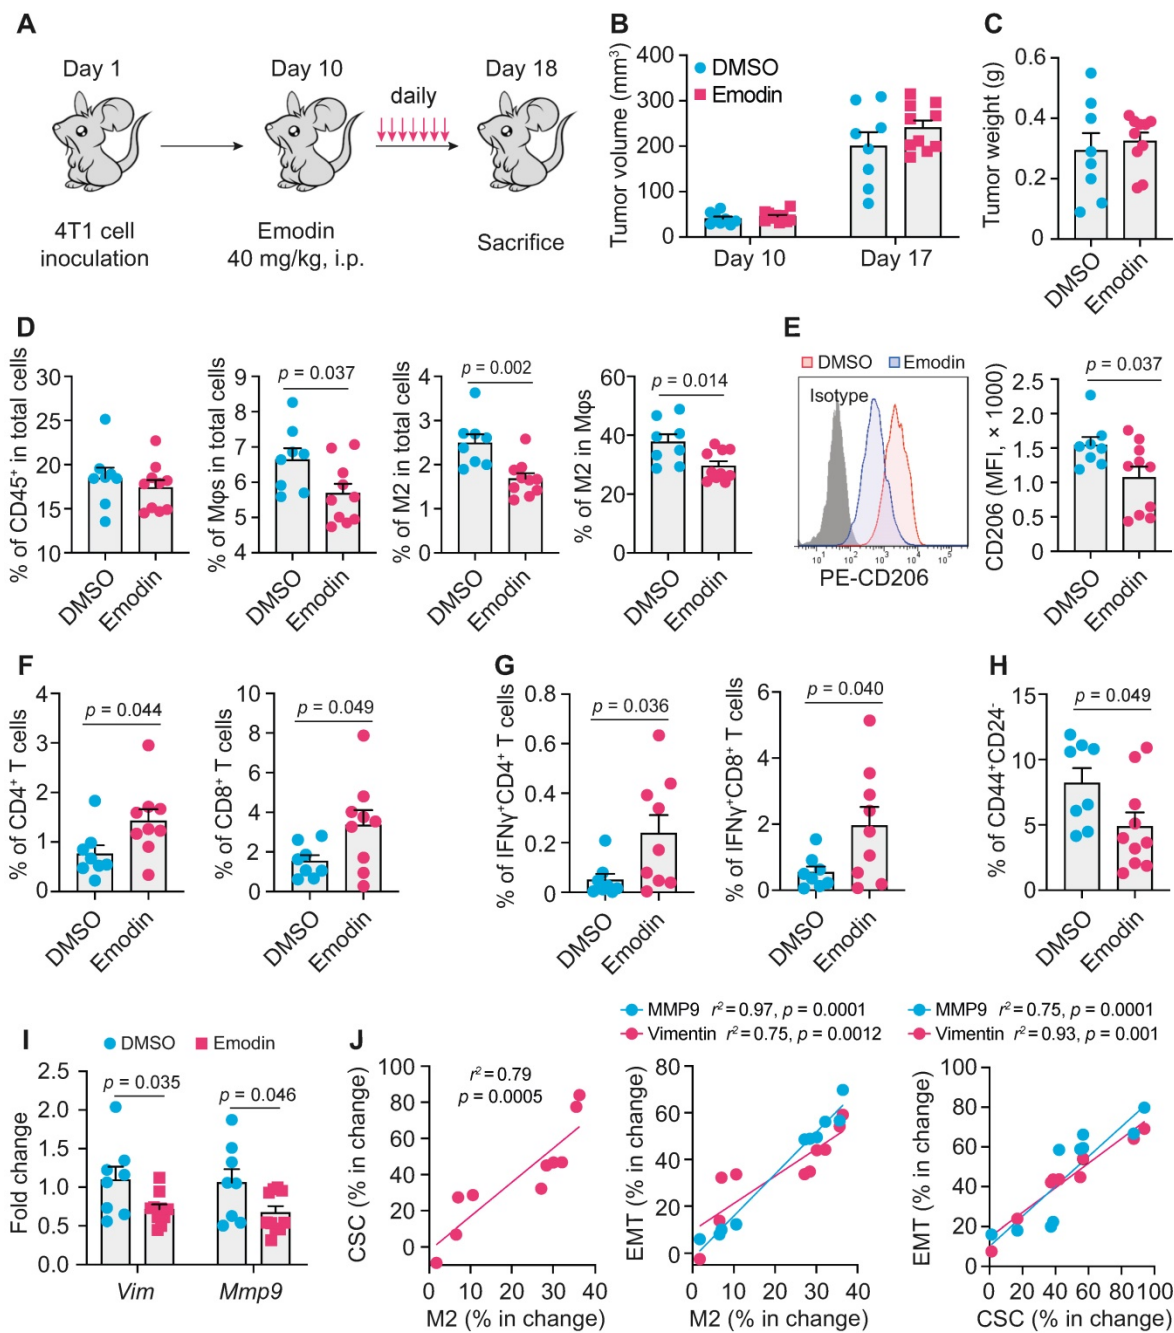 A
Day 1
Day 10
Day 18
daily
4T1 cell
inoculation
Emodin
40 mg/kg, i.p.
Sacrifice
B
Tumor volume (mm³)
400
300
200
100
0
DMSO
Emodin
Day 10
Day 17
C
Tumor weight (g)
0.6
0.4
0.2
0
DMSO
Emodin
D
% of CD45⁺ in total cells
30
25
20
15
10
DMSO
Emodin
% of Mφs in total cells
9
8
7
6
5
4
p = 0.037
DMSO
Emodin
% of M2 in total cells
4
3
2
1
0
p = 0.002
DMSO
Emodin
% of M2 in Mφs
60
40
20
0
p = 0.014
DMSO
Emodin
E
DMSO
Emodin
Isotype
10¹
10²
10³
10⁴
10⁵
PE-CD206
CD206 (MFI, × 1000)
2.5
2.0
1.5
1.0
0.5
0
p = 0.037
DMSO
Emodin
F
% of CD4⁺ T cells
4
3
2
1
0
p = 0.044
DMSO
Emodin
% of CD8⁺ T cells
10
8
6
4
2
0
p = 0.049
DMSO
Emodin
G
% of IFNγ⁺CD4⁺ T cells
0.6
0.4
0.2
0
0.8
p = 0.036
DMSO
Emodin
% of IFNγ⁺CD8⁺ T cells
6
4
2
0
p = 0.040
DMSO
Emodin
H
% of CD44⁺CD24⁻
15
10
5
0
p = 0.049
DMSO
Emodin
I
DMSO
Emodin
Fold change
2.5
2.0
1.5
1.0
0.5
0.0
p = 0.035
p = 0.046
Vim
Mmp9
J
CSC (% in change)
100
80
60
40
20
0
r² = 0.79
p = 0.0005
0
10
20
30
40
M2 (% in change)
MMP9 r² = 0.97, p = 0.0001
Vimentin r² = 0.75, p = 0.0012
EMT (% in change)
80
60
40
20
0
0
10
20
30
40
M2 (% in change)
MMP9 r² = 0.75, p = 0.0001
Vimentin r² = 0.93, p = 0.001
EMT (% in change)
100
80
60
40
20
0
0
20
40
60
80
100
CSC (% in change)